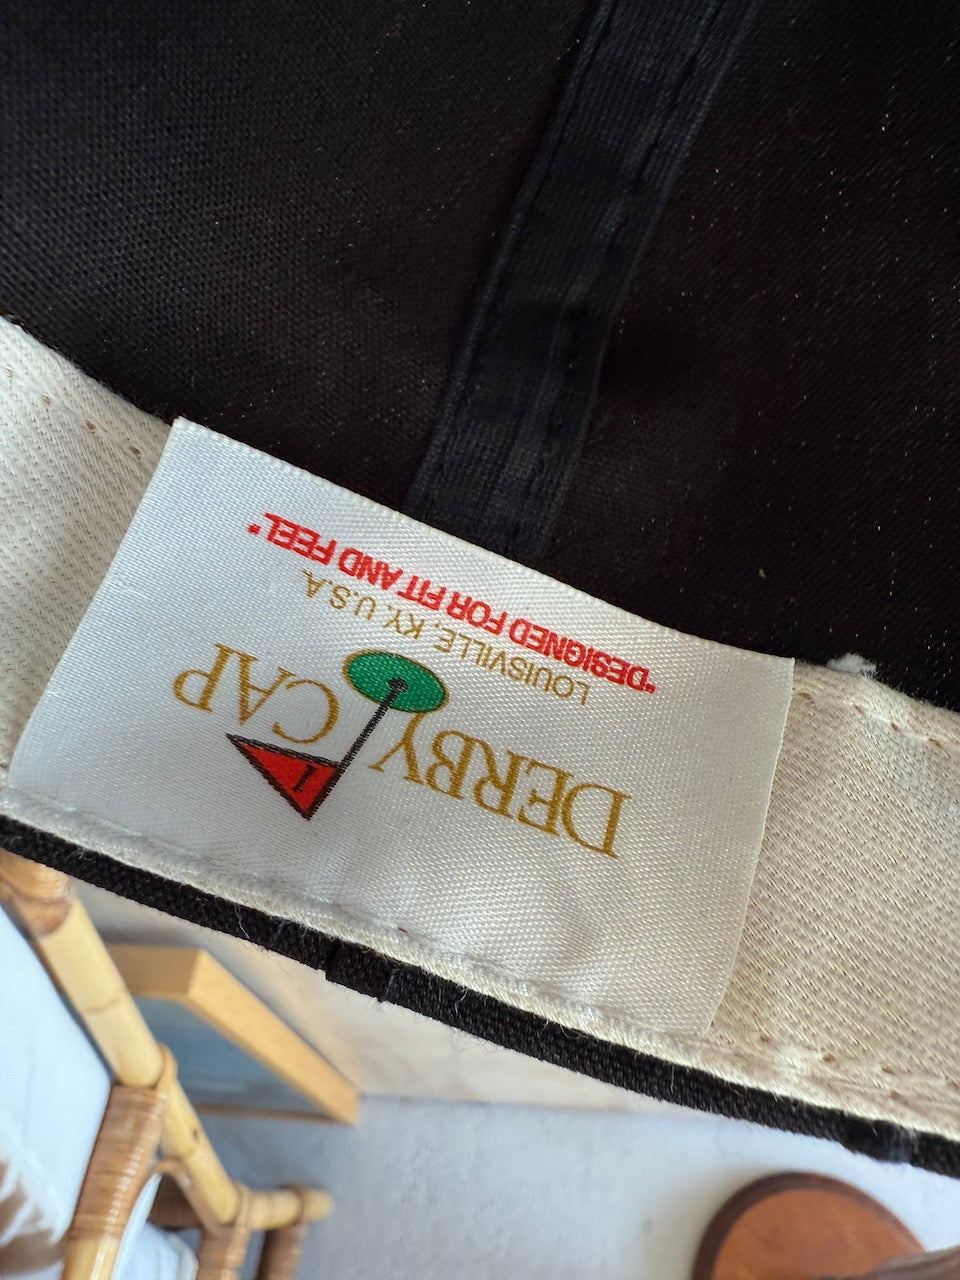 DERBY CAP
1
LOUISVILLE, KY. U.S.A.
"DESIGNED FOR FIT AND FEEL"